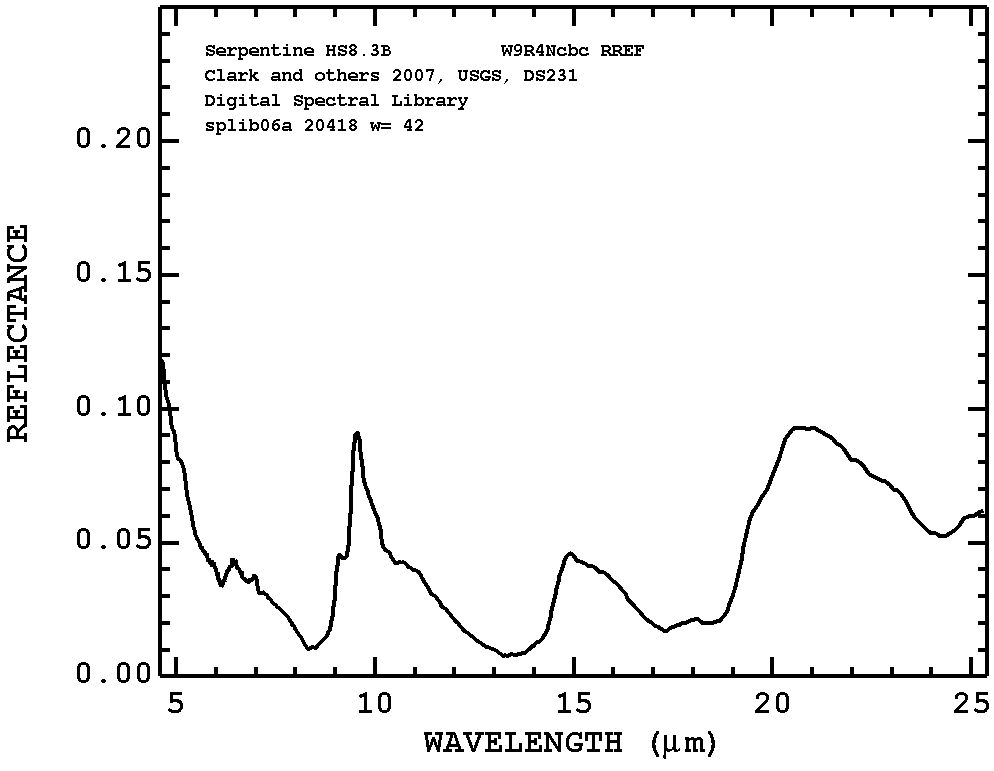 Serpentine HS8.3B W9R4Ncbc RREF
Clark and others 2007, USGS, DS231
Digital Spectral Library
splib06a 20418 w= 42
REFLECTANCE
0.20
0.15
0.10
0.05
0.00
5 10 15 20 25
WAVELENGTH (μm)